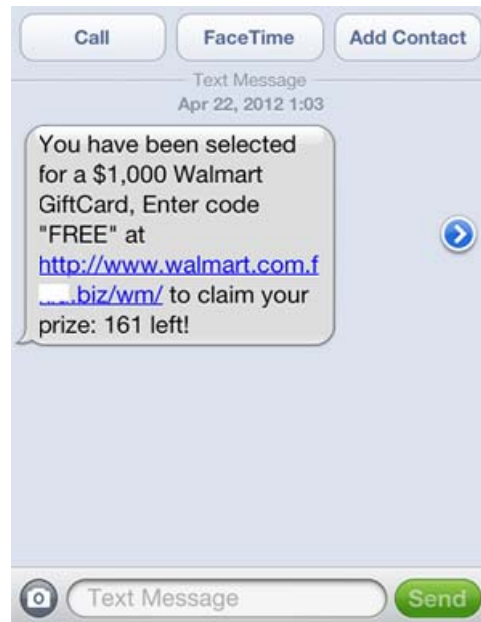 Call FaceTime Add Contact
Text Message
Apr 22, 2012 1:03
You have been selected
for a $1,000 Walmart
GiftCard, Enter code
"FREE" at
http://www.walmart.com.f
.biz/wm/ to claim your
prize: 161 left!
Text Message Send